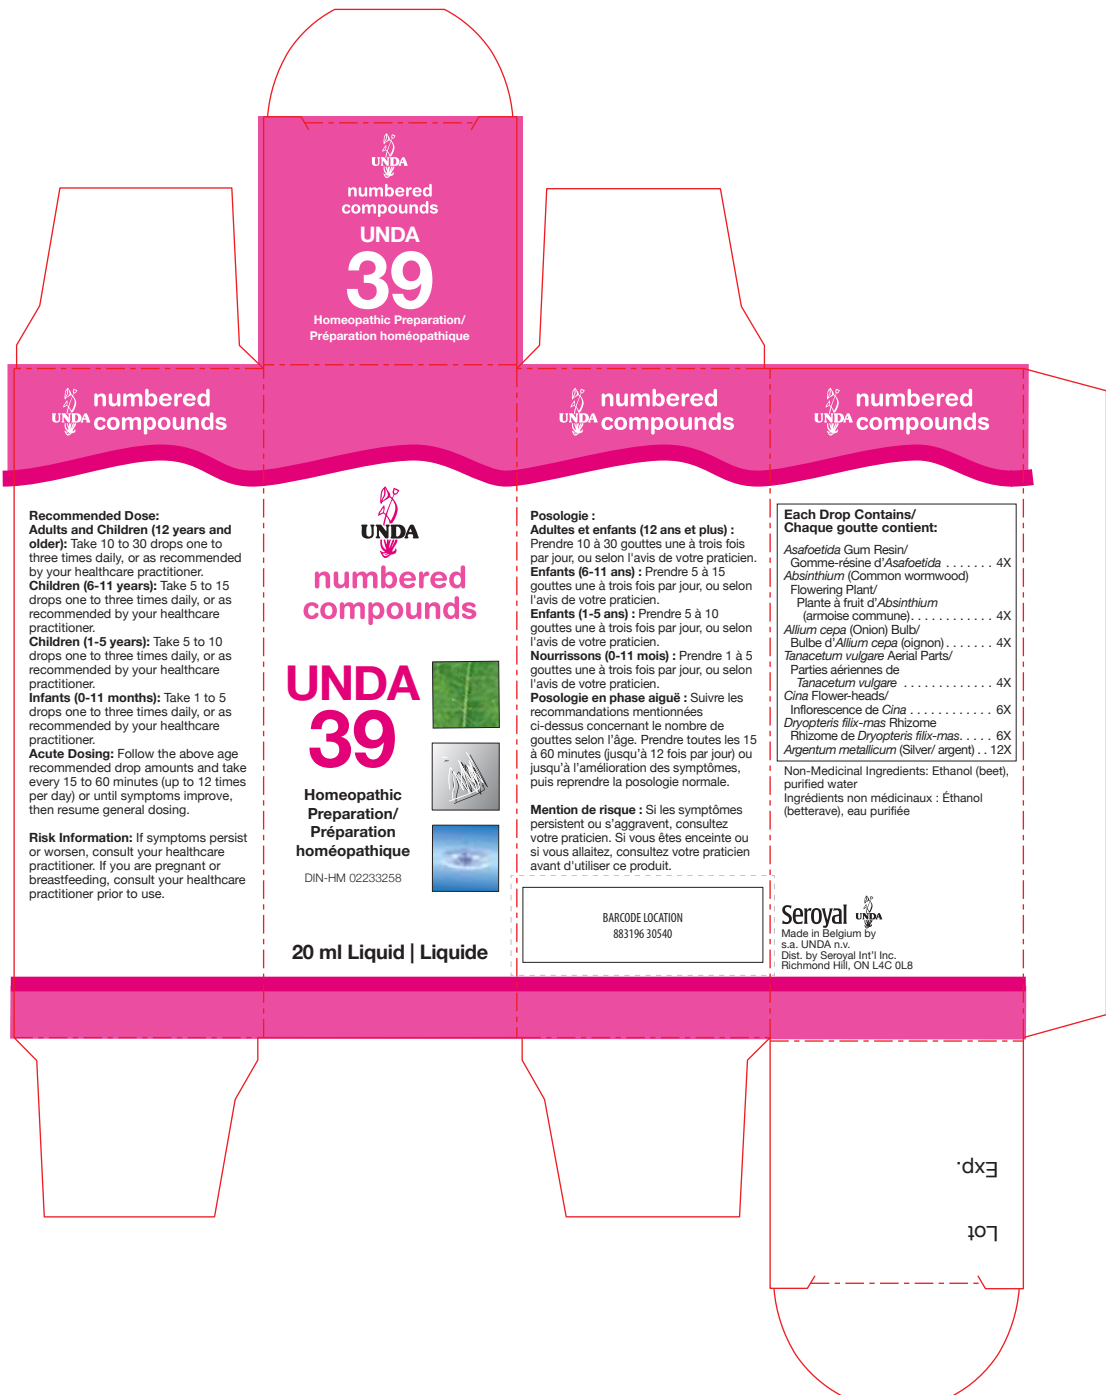 UNDA
numbered
compounds
UNDA
39
Homeopathic Preparation/
Préparation homéopathique
UNDA
numbered
compounds
UNDA
numbered
compounds
UNDA
numbered
compounds
Recommended Dose:
Adults and Children (12 years and
older): Take 10 to 30 drops one to
three times daily, or as recommended
by your healthcare practitioner.
Children (6-11 years): Take 5 to 15
drops one to three times daily, or as
recommended by your healthcare
practitioner.
Children (1-5 years): Take 5 to 10
drops one to three times daily, or as
recommended by your healthcare
practitioner.
Infants (0-11 months): Take 1 to 5
drops one to three times daily, or as
recommended by your healthcare
practitioner.
Acute Dosing: Follow the above age
recommended drop amounts and take
every 15 to 60 minutes (up to 12 times
per day) or until symptoms improve,
then resume general dosing.
Risk Information: If symptoms persist
or worsen, consult your healthcare
practitioner. If you are pregnant or
breastfeeding, consult your healthcare
practitioner prior to use.
UNDA
numbered
compounds
UNDA
39
Homeopathic
Preparation/
Préparation
homéopathique
DIN-HM 02233258
20 ml Liquid | Liquide
Posologie :
Adultes et enfants (12 ans et plus) :
Prendre 10 à 30 gouttes une à trois fois
par jour, ou selon l'avis de votre praticien.
Enfants (6-11 ans) : Prendre 5 à 15
gouttes une à trois fois par jour, ou selon
l'avis de votre praticien.
Enfants (1-5 ans) : Prendre 5 à 10
gouttes une à trois fois par jour, ou selon
l'avis de votre praticien.
Nourrissons (0-11 mois) : Prendre 1 à 5
gouttes une à trois fois par jour, ou selon
l'avis de votre praticien.
Posologie en phase aiguë : Suivre les
recommandations mentionnées
ci-dessus concernant le nombre de
gouttes selon l'âge. Prendre toutes les 15
à 60 minutes (jusqu'à 12 fois par jour) ou
jusqu'à l'amélioration des symptômes,
puis reprendre la posologie normale.
Mention de risque : Si les symptômes
persistent ou s'aggravent, consultez
votre praticien. Si vous êtes enceinte ou
si vous allaitez, consultez votre praticien
avant d'utiliser ce produit.
BARCODE LOCATION
883196 30540
Each Drop Contains/
Chaque goutte contient:
Asafoetida Gum Resin/
Gomme-résine d'Asafoetida . . . . . . . 4X
Absinthium (Common wormwood)
Flowering Plant/
Plante à fruit d'Absinthium
(armoise commune). . . . . . . . . . . . 4X
Allium cepa (Onion) Bulb/
Bulbe d'Allium cepa (oignon) . . . . . . . 4X
Tanacetum vulgare Aerial Parts/
Parties aériennes de
Tanacetum vulgare . . . . . . . . . . . . . 4X
Cina Flower-heads/
Inflorescence de Cina . . . . . . . . . . . . 6X
Dryopteris filix-mas Rhizome
Rhizome de Dryopteris filix-mas. . . . . 6X
Argentum metallicum (Silver/ argent) . . 12X
Non-Medicinal Ingredients: Ethanol (beet),
purified water
Ingrédients non médicinaux : Éthanol
(betterave), eau purifiée
Seroyal UNDA
Made in Belgium by
s.a. UNDA n.v.
Dist. by Seroyal Int'l Inc.
Richmond Hill, ON L4C 0L8
Exp.
Lot